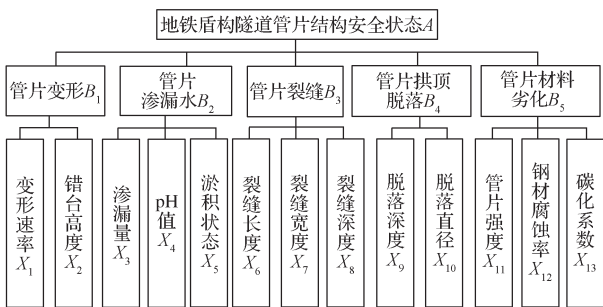 地铁盾构隧道管片结构安全状态A
管片变形B₁
管片
渗漏水B₂
管片裂缝B₃
管片拱顶
脱落B₄
管片材料
劣化B₅
变形速率X₁
错台高度X₂
渗漏量X₃
pH值X₄
淤积状态X₅
裂缝长度X₆
裂缝宽度X₇
裂缝深度X₈
脱落深度X₉
脱落直径X₁₀
管片强度X₁₁
钢材腐蚀率X₁₂
碳化系数X₁₃